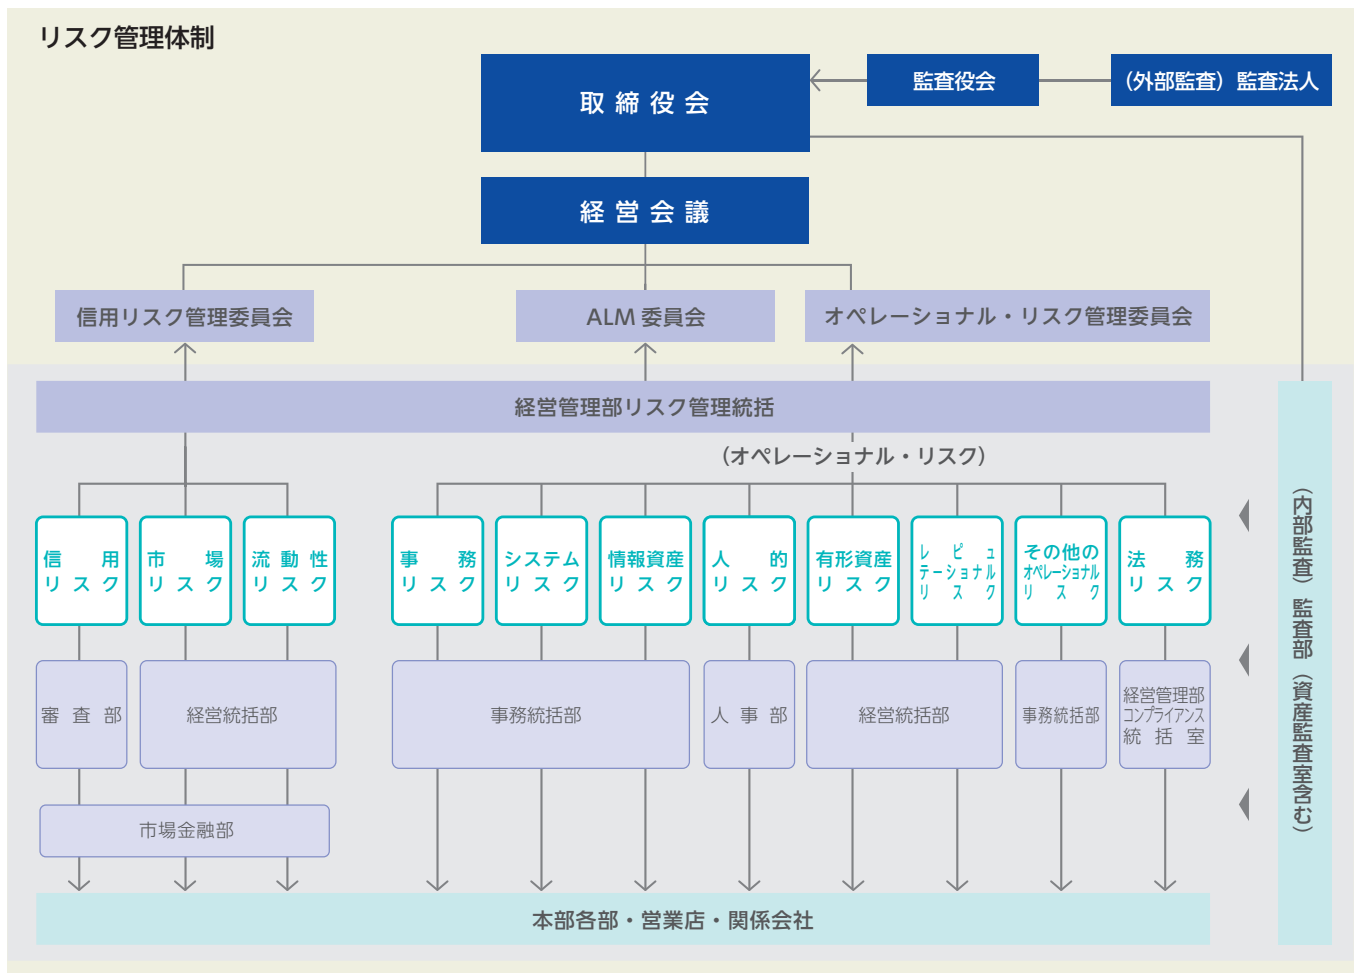 リスク管理体制
取締役会
監査役会
（外部監査）監査法人
経営会議
信用リスク管理委員会
ALM 委員会
オペレーショナル・リスク管理委員会
経営管理部リスク管理統括
（オペレーショナル・リスク）
信用
リスク
市場
リスク
流動性
リスク
事務
リスク
システム
リスク
情報資産
リスク
人的
リスク
有形資産
リスク
レピュ
テーショナル
リスク
その他の
オペレーショナル
リスク
法務
リスク
審査部
経営統括部
事務統括部
人事部
経営統括部
事務統括部
経営管理部
コンプライアンス
統括室
市場金融部
本部各部・営業店・関係会社
（内部監査）監査部（資産監査室含む）